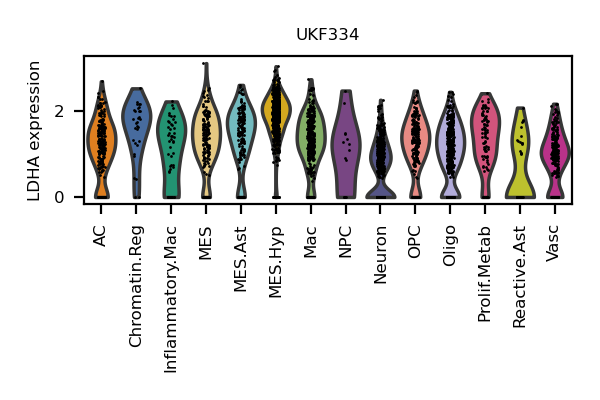 UKF334
LDHA expression
2
0
AC
Chromatin.Reg
Inflammatory.Mac
MES
MES.Ast
MES.Hyp
Mac
NPC
Neuron
OPC
Oligo
Prolif.Metab
Reactive.Ast
Vasc